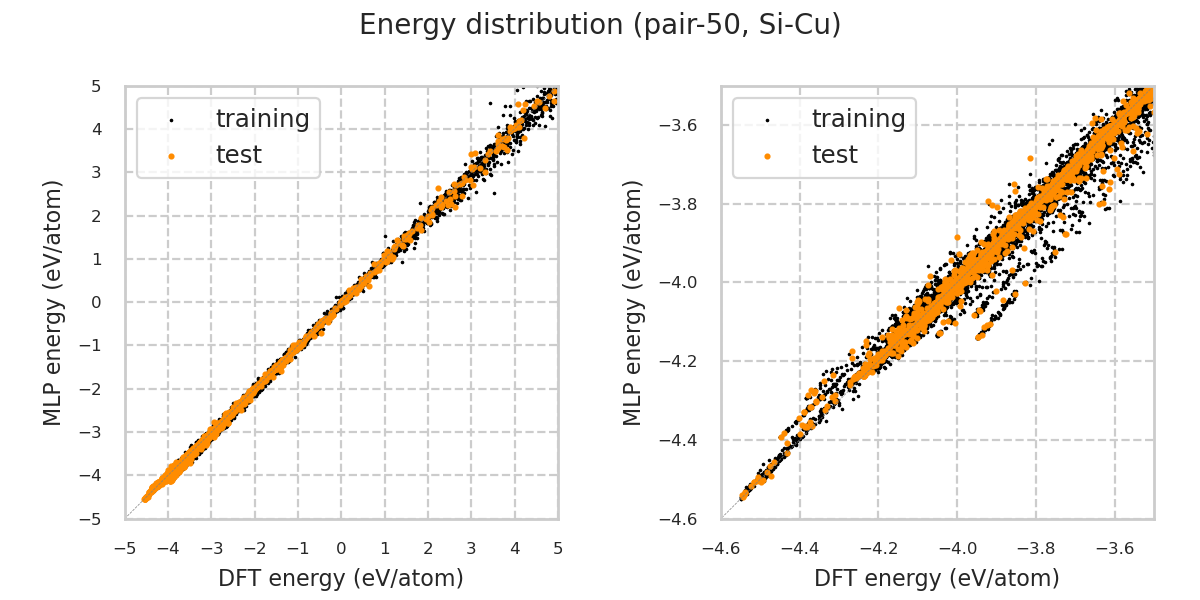 Energy distribution (pair-50, Si-Cu)
training
test
5
4
3
2
1
0
−1
−2
−3
−4
−5
−5 −4 −3 −2 −1 0 1 2 3 4 5
MLP energy (eV/atom)
DFT energy (eV/atom)
training
test
−3.6
−3.8
−4.0
−4.2
−4.4
−4.6
−4.6 −4.4 −4.2 −4.0 −3.8 −3.6
MLP energy (eV/atom)
DFT energy (eV/atom)